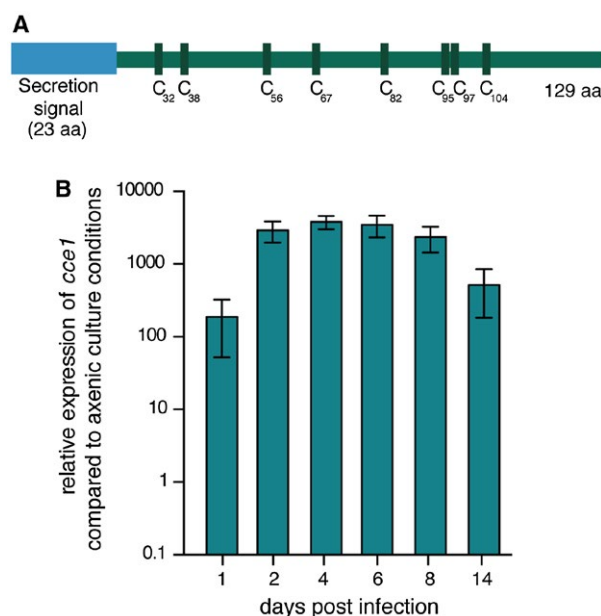 A
Secretion
signal
(23 aa)
C32 C38 C56 C67 C82 C95 C97 C104 129 aa
B
relative expression of cce1
compared to axenic culture conditions
10000
1000
100
10
1
0.1
1 2 4 6 8 14
days post infection